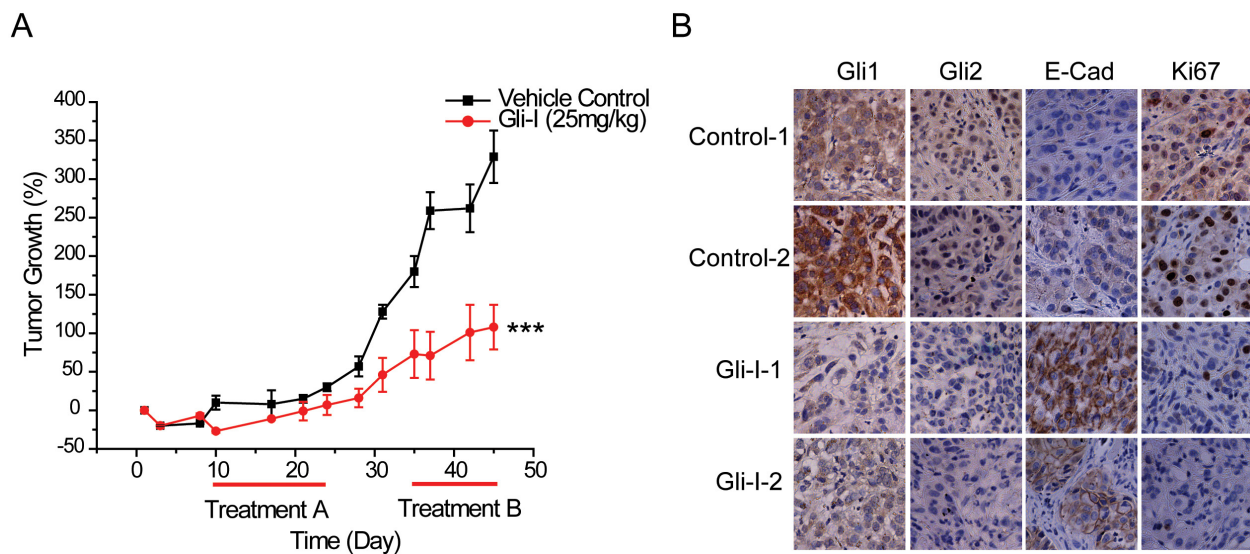 A
Vehicle Control
Gli-I (25mg/kg)
Tumor Growth (%)
400
350
300
250
200
150
100
50
0
-50
***
0 10 20 30 40 50
Treatment A Treatment B
Time (Day)
B
Gli1 Gli2 E-Cad Ki67
Control-1
Control-2
Gli-I-1
Gli-I-2